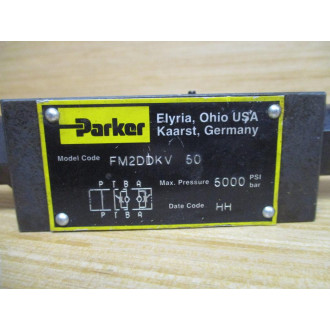 Parker
Elyria, Ohio USA
Kaarst, Germany
Model Code FM2DDKV 50
P T B A
Max. Pressure 5000 PSI
bar
Date Code HH